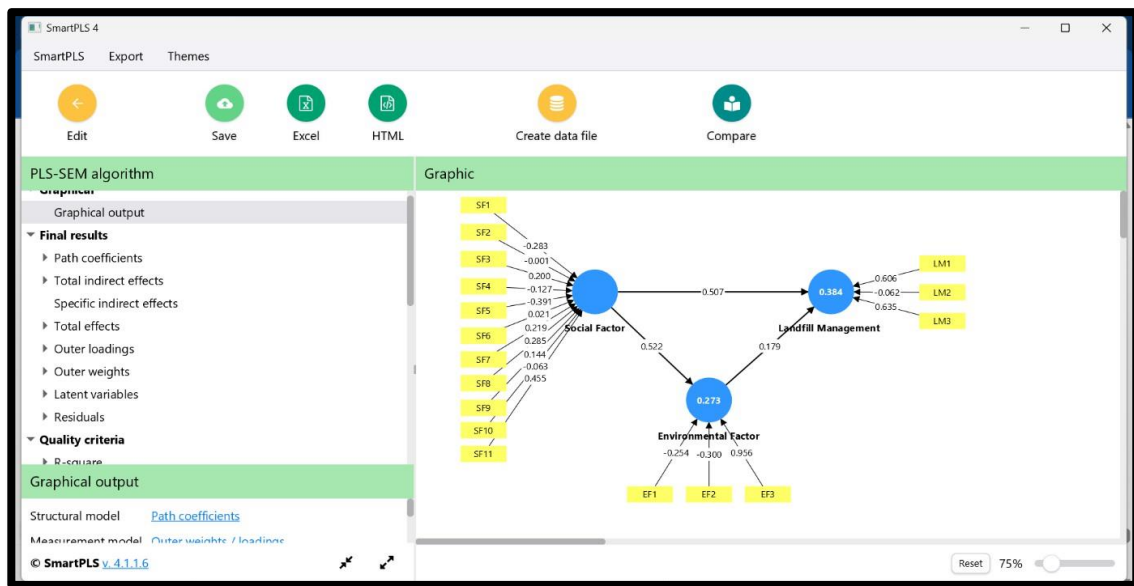 SmartPLS 4
SmartPLS Export Themes
Edit Save Excel HTML Create data file Compare
PLS-SEM algorithm
Graphical
Graphical output
Final results
Path coefficients
Total indirect effects
Specific indirect effects
Total effects
Outer loadings
Outer weights
Latent variables
Residuals
Quality criteria
R-square
Graphical output
Structural model Path coefficients
Measurement model Outer weights / loadings
© SmartPLS v. 4.1.1.6
Graphic
SF1
SF2
SF3
SF4
SF5
SF6
SF7
SF8
SF9
SF10
SF11
-0.283
-0.001
0.200
-0.127
-0.391
0.021
0.219
0.285
0.144
-0.063
0.455
Social Factor
0.507
0.522
0.179
0.384
Landfill Management
0.606
-0.062
0.635
LM1
LM2
LM3
0.273
Environmental Factor
-0.254 -0.300 0.956
EF1 EF2 EF3
Reset 75%